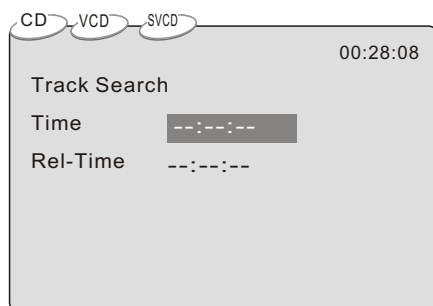 CD VCD SVCD
00:28:08
Track Search
Time --:--:--
Rel-Time --:--:--